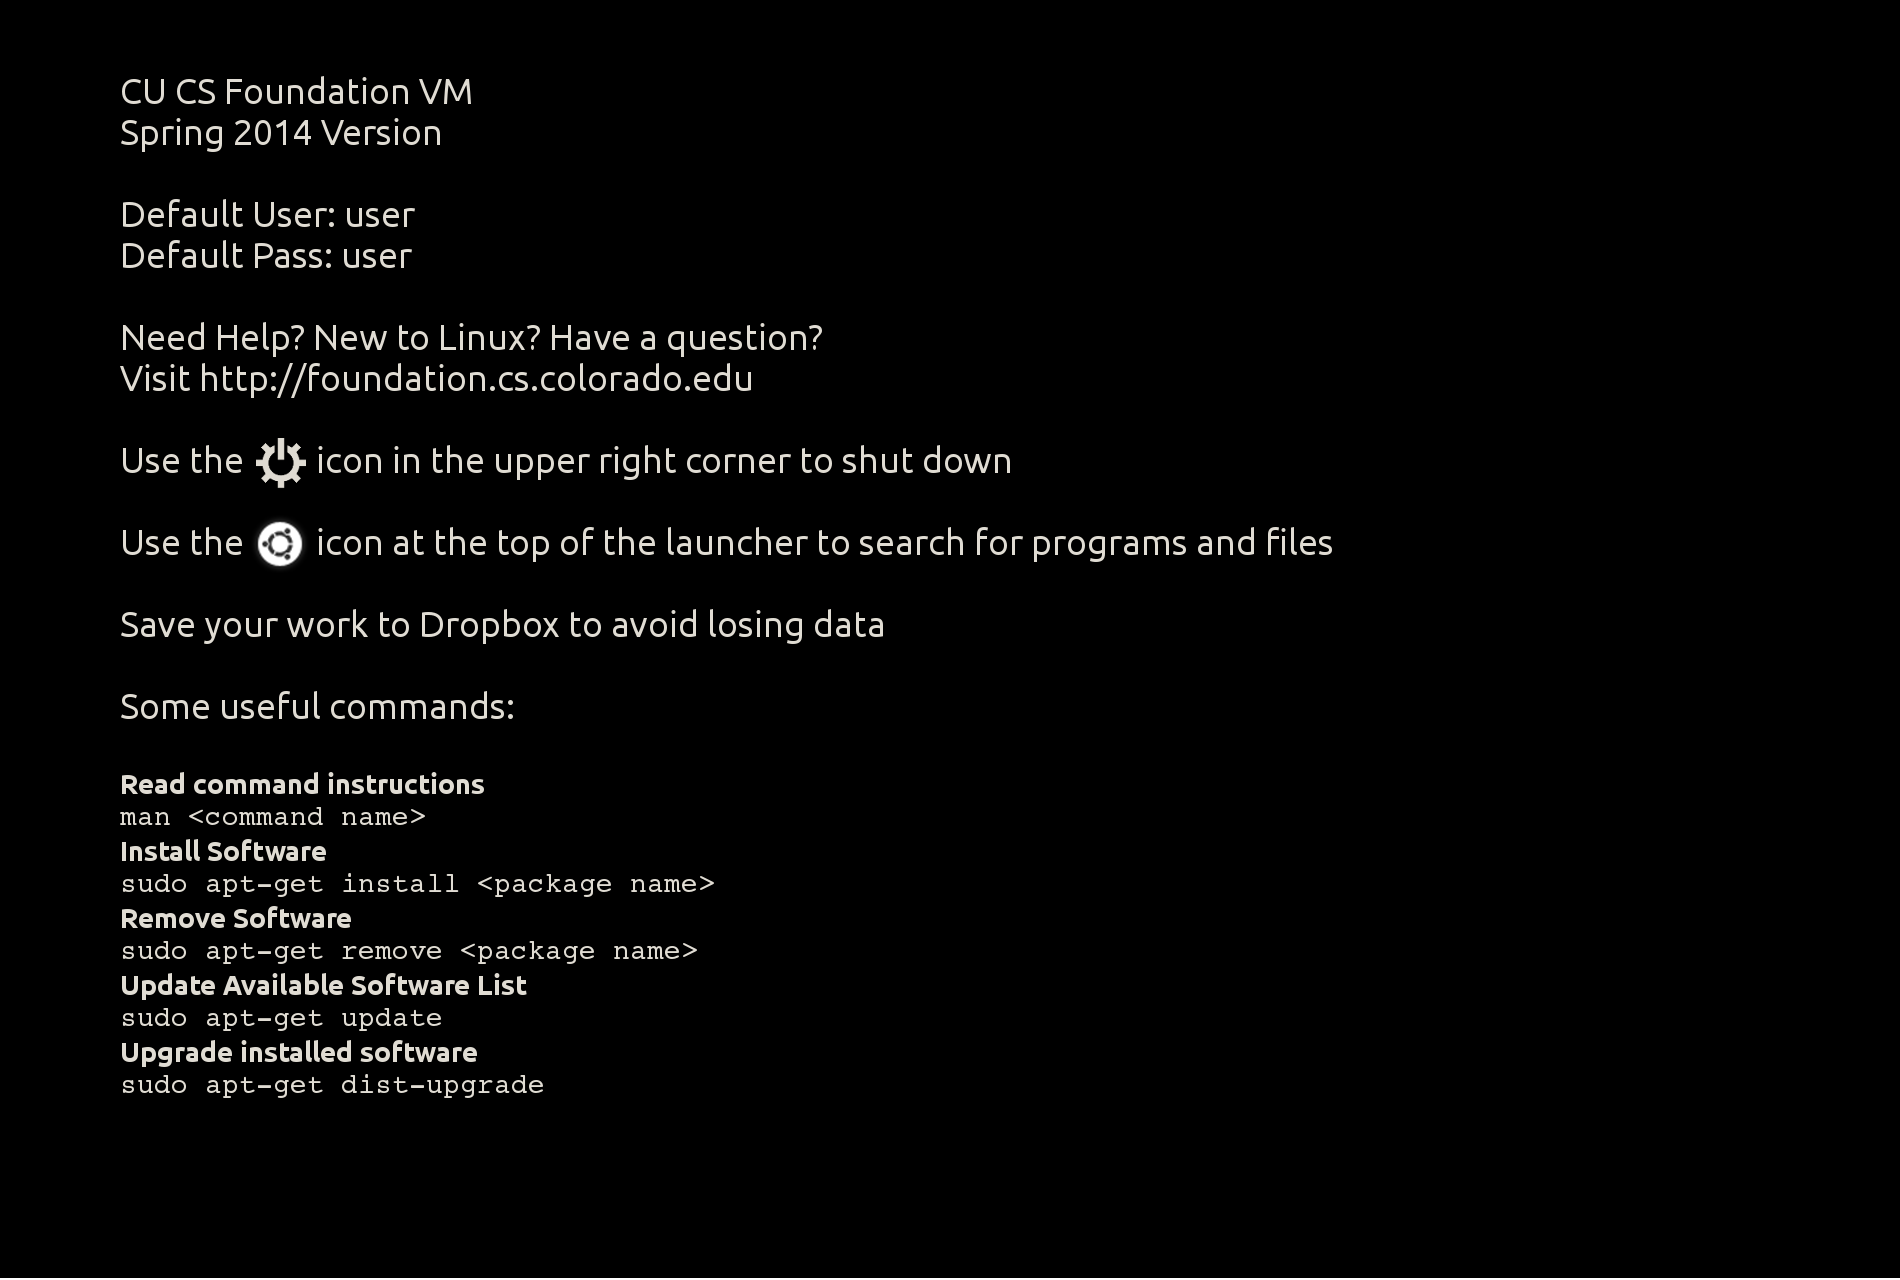 CU CS Foundation VM
Spring 2014 Version
Default User: user
Default Pass: user
Need Help? New to Linux? Have a question?
Visit http://foundation.cs.colorado.edu
Use the icon in the upper right corner to shut down
Use the icon at the top of the launcher to search for programs and files
Save your work to Dropbox to avoid losing data
Some useful commands:
Read command instructions
man <command name>
Install Software
sudo apt-get install <package name>
Remove Software
sudo apt-get remove <package name>
Update Available Software List
sudo apt-get update
Upgrade installed software
sudo apt-get dist-upgrade